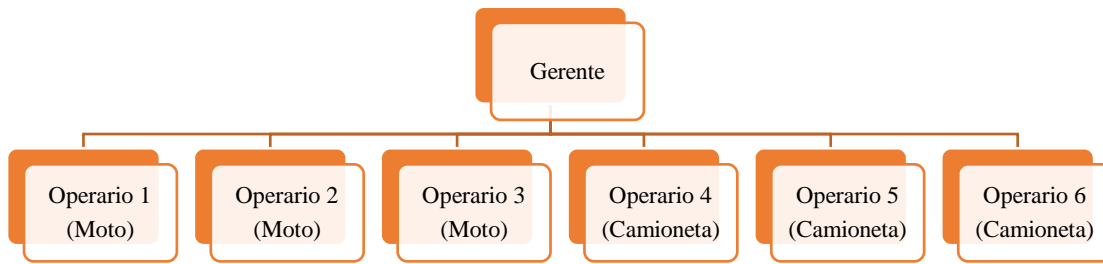 Gerente
Operario 1
(Moto)
Operario 2
(Moto)
Operario 3
(Moto)
Operario 4
(Camioneta)
Operario 5
(Camioneta)
Operario 6
(Camioneta)